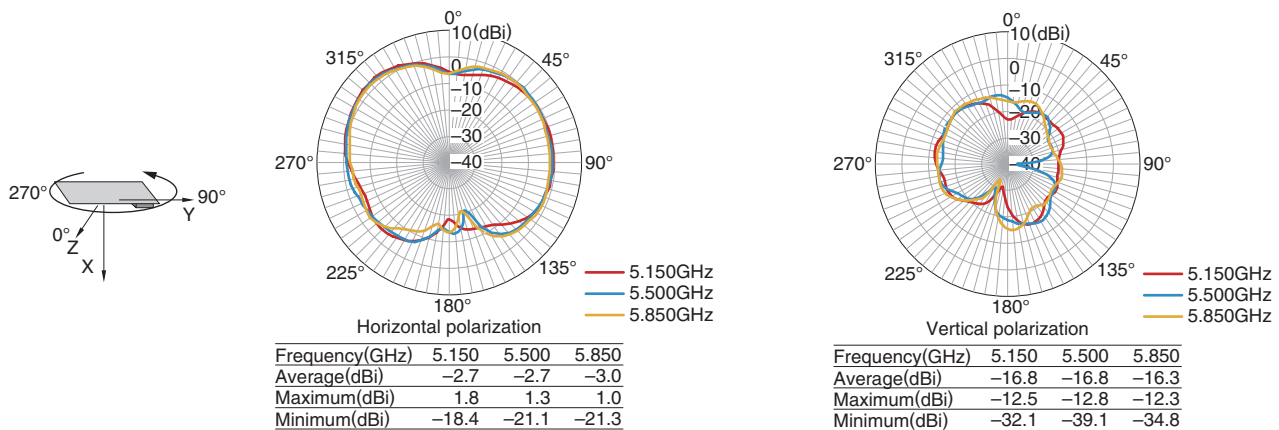 270°
90°
Y
0°
Z
X
0°
10(dBi)
0
–10
–20
–30
–40
315°
45°
270°
90°
225°
135°
180°
5.150GHz
5.500GHz
5.850GHz
Horizontal polarization
Frequency(GHz) 5.150 5.500 5.850
Average(dBi) –2.7 –2.7 –3.0
Maximum(dBi) 1.8 1.3 1.0
Minimum(dBi) –18.4 –21.1 –21.3
0°
10(dBi)
0
–10
–20
–30
–40
315°
45°
270°
90°
225°
135°
180°
5.150GHz
5.500GHz
5.850GHz
Vertical polarization
Frequency(GHz) 5.150 5.500 5.850
Average(dBi) –16.8 –16.8 –16.3
Maximum(dBi) –12.5 –12.8 –12.3
Minimum(dBi) –32.1 –39.1 –34.8